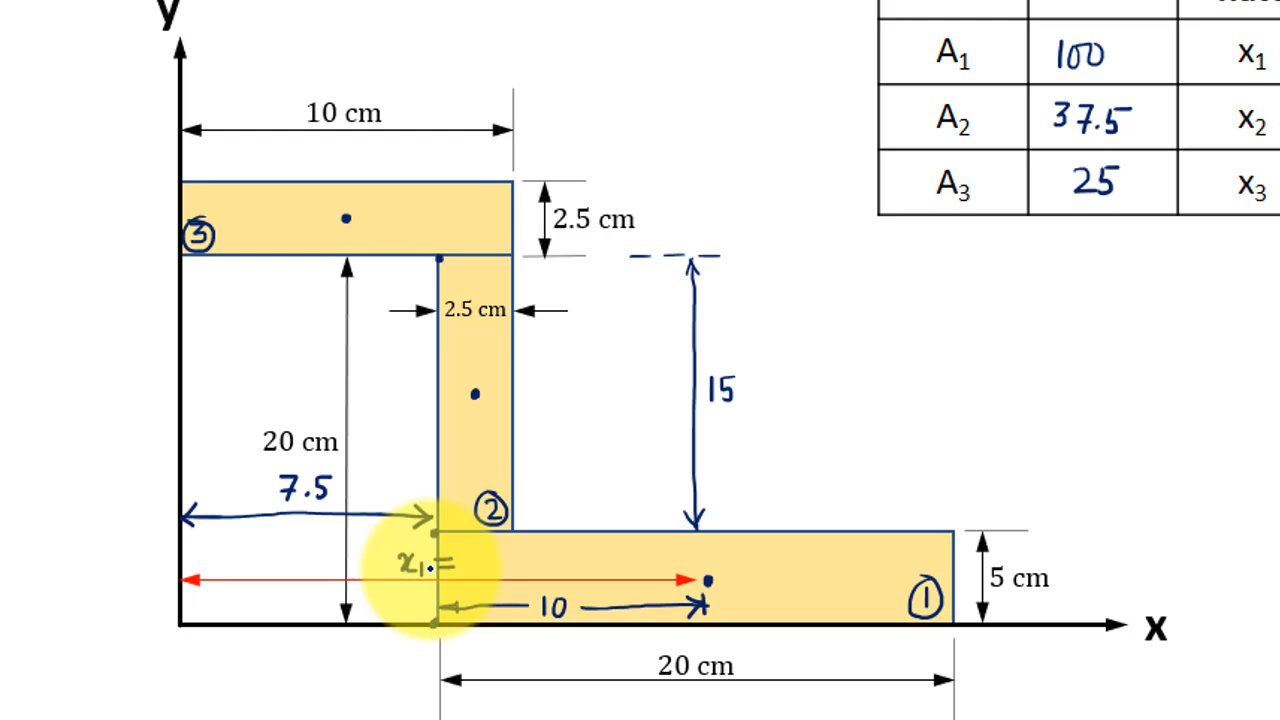 y
10 cm
A₁ 100 x₁
A₂ 37.5 x₂
A₃ 25 x₃
③
2.5 cm
2.5 cm
15
20 cm
7.5
②
x₁=
10
①
5 cm
x
20 cm